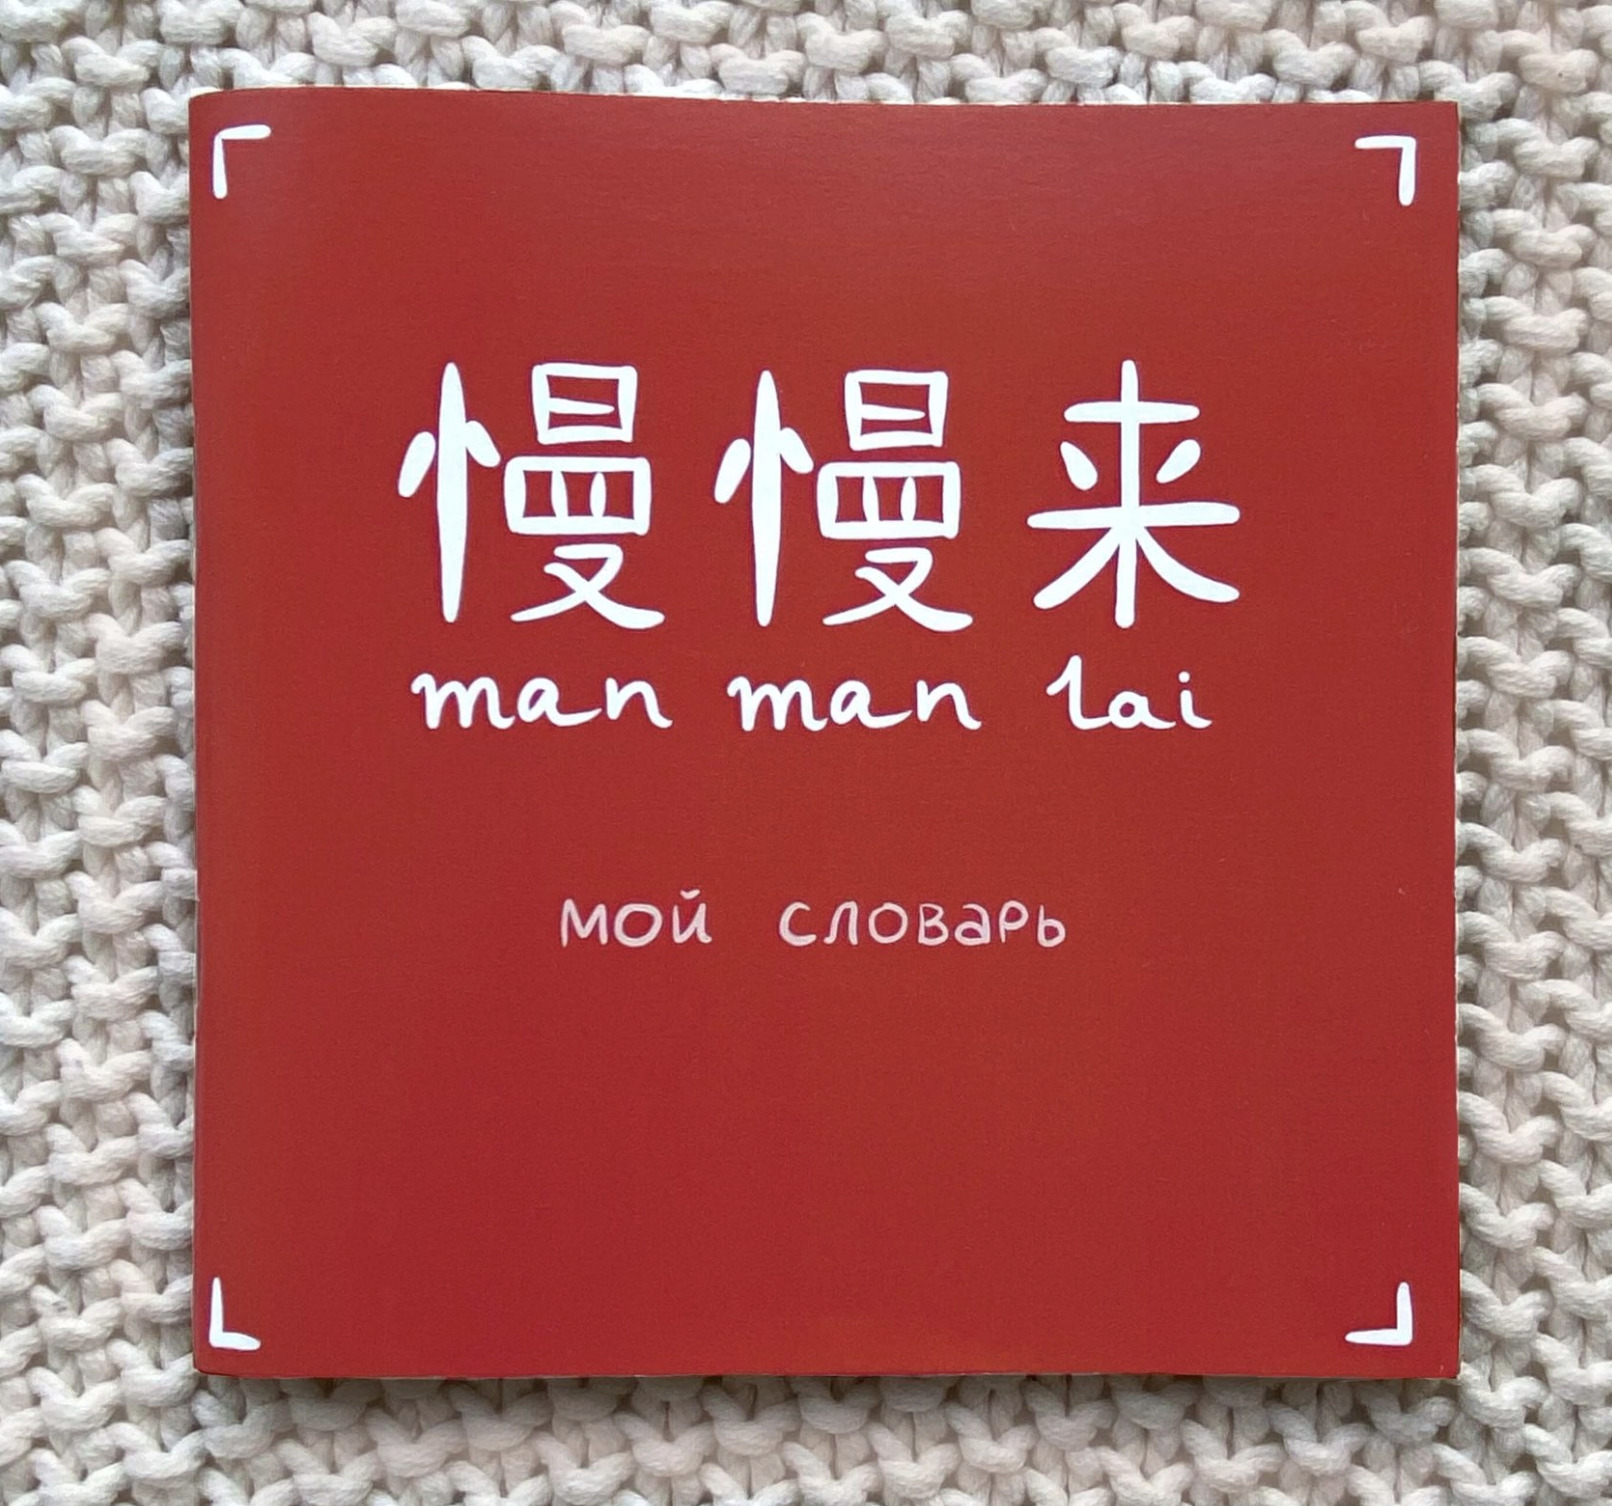 慢慢来
man man lai
мой словарь